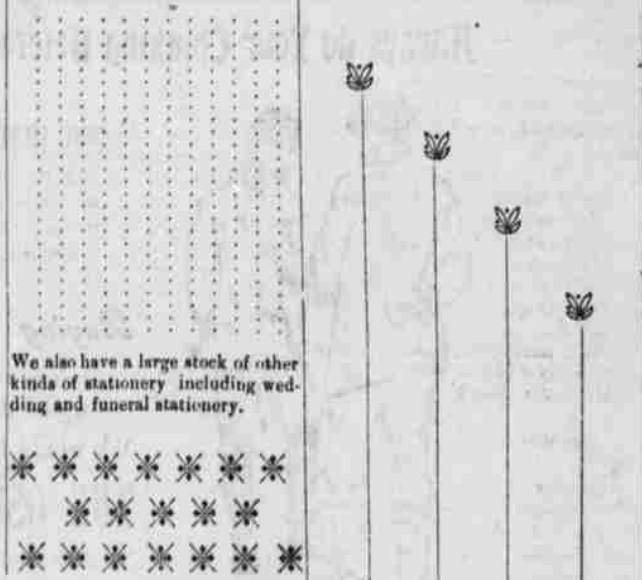 We also have a large stock of other
kinds of stationery including wed-
ding and funeral stationery.